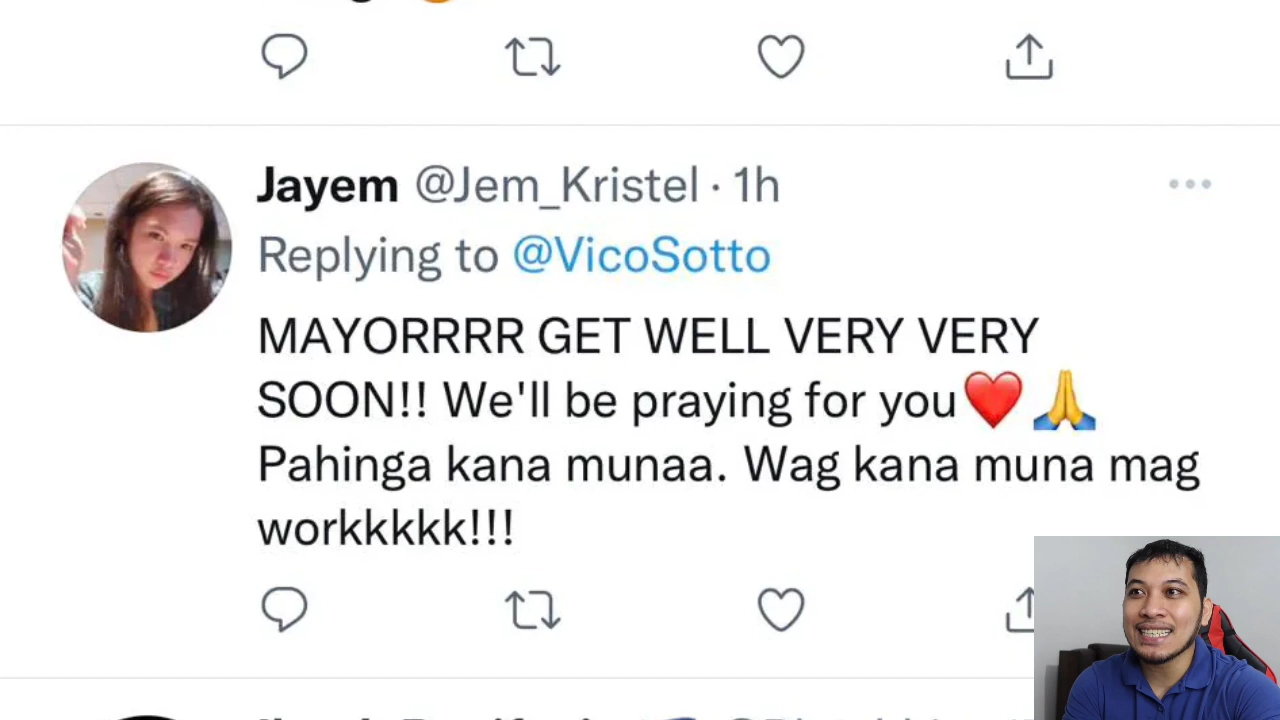 Jayem @Jem_Kristel · 1h
Replying to @VicoSotto
MAYORRRR GET WELL VERY VERY
SOON!! We'll be praying for you❤️🙏
Pahinga kana munaa. Wag kana muna mag
workkkkk!!!